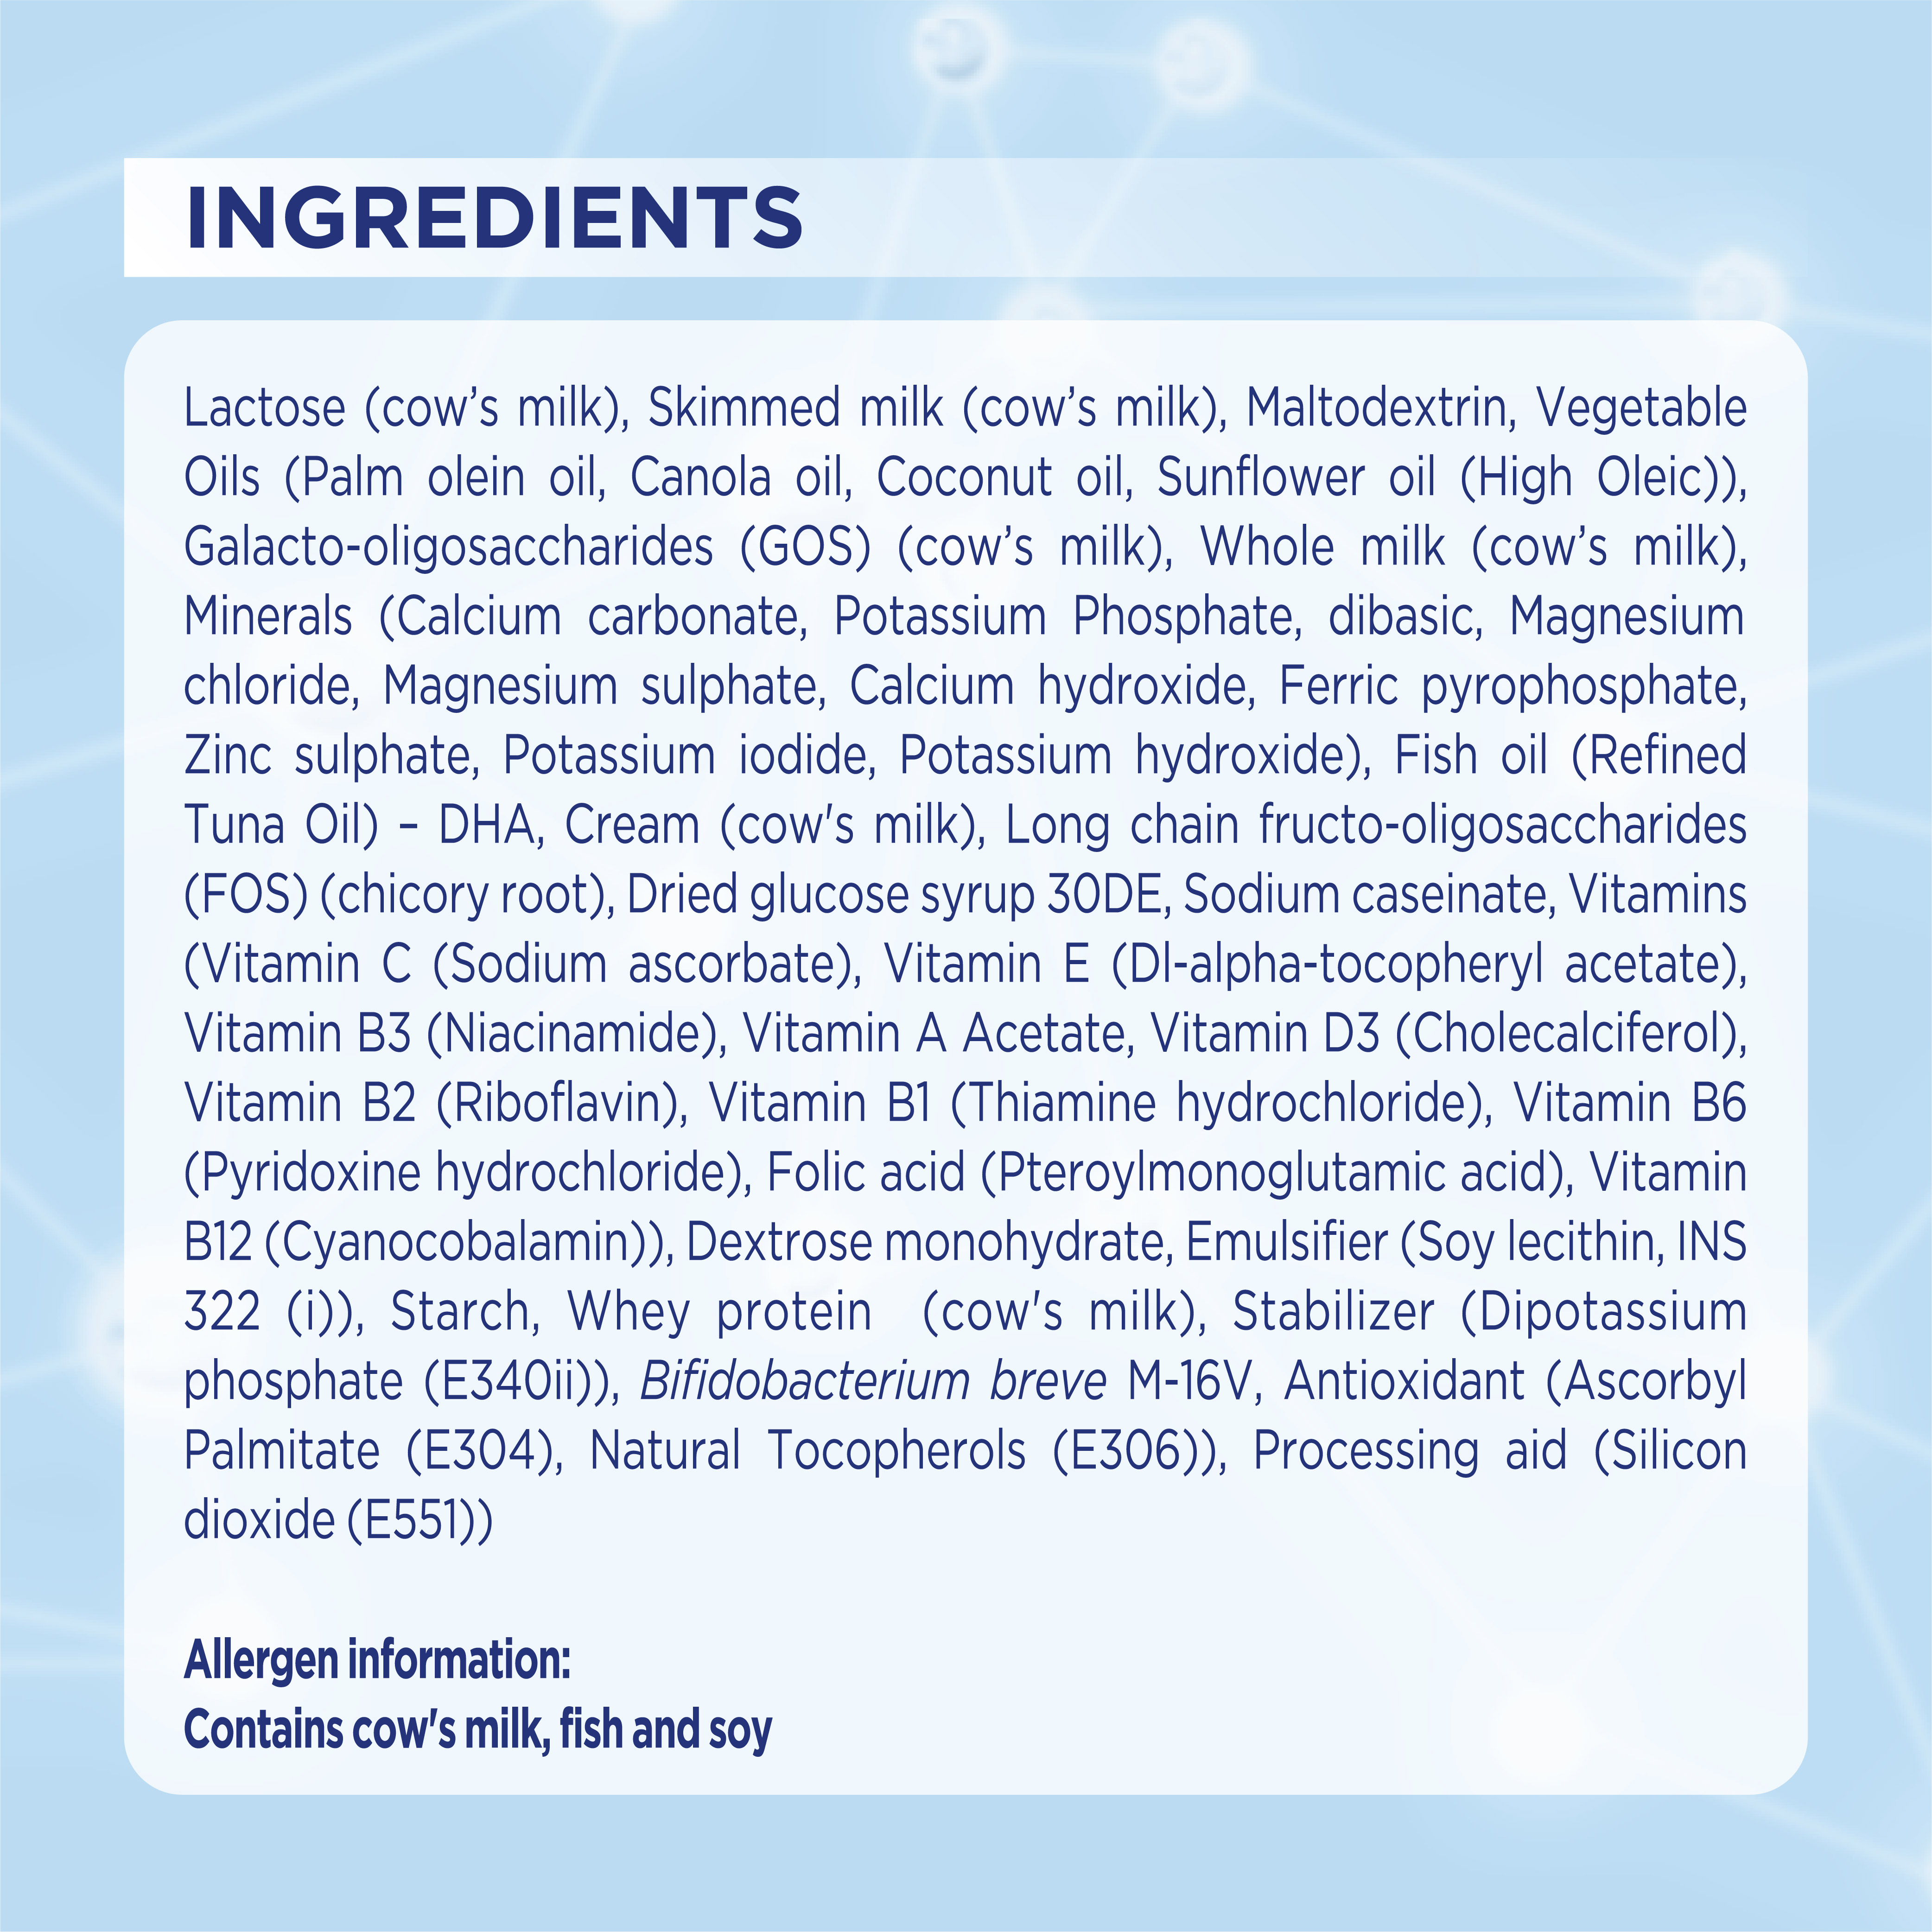 INGREDIENTS
Lactose (cow’s milk), Skimmed milk (cow’s milk), Maltodextrin, Vegetable
Oils (Palm olein oil, Canola oil, Coconut oil, Sunflower oil (High Oleic)),
Galacto-oligosaccharides (GOS) (cow’s milk), Whole milk (cow’s milk),
Minerals (Calcium carbonate, Potassium Phosphate, dibasic, Magnesium
chloride, Magnesium sulphate, Calcium hydroxide, Ferric pyrophosphate,
Zinc sulphate, Potassium iodide, Potassium hydroxide), Fish oil (Refined
Tuna Oil) – DHA, Cream (cow's milk), Long chain fructo-oligosaccharides
(FOS) (chicory root), Dried glucose syrup 30DE, Sodium caseinate, Vitamins
(Vitamin C (Sodium ascorbate), Vitamin E (Dl-alpha-tocopheryl acetate),
Vitamin B3 (Niacinamide), Vitamin A Acetate, Vitamin D3 (Cholecalciferol),
Vitamin B2 (Riboflavin), Vitamin B1 (Thiamine hydrochloride), Vitamin B6
(Pyridoxine hydrochloride), Folic acid (Pteroylmonoglutamic acid), Vitamin
B12 (Cyanocobalamin)), Dextrose monohydrate, Emulsifier (Soy lecithin, INS
322 (i)), Starch, Whey protein (cow's milk), Stabilizer (Dipotassium
phosphate (E340ii)), Bifidobacterium breve M-16V, Antioxidant (Ascorbyl
Palmitate (E304), Natural Tocopherols (E306)), Processing aid (Silicon
dioxide (E551))
Allergen information:
Contains cow's milk, fish and soy